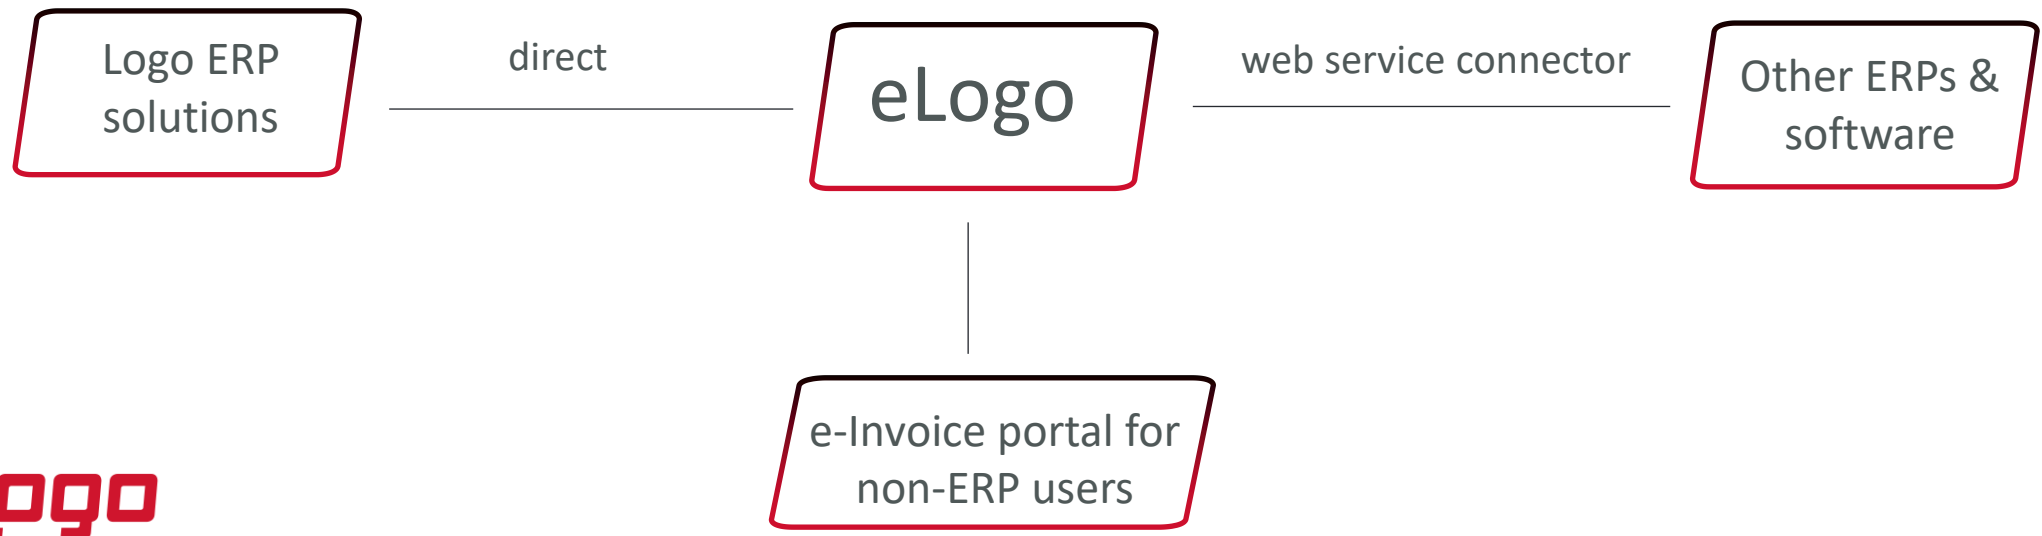 Logo ERP
solutions
direct
eLogo
web service connector
Other ERPs &
software
e-Invoice portal for
non-ERP users